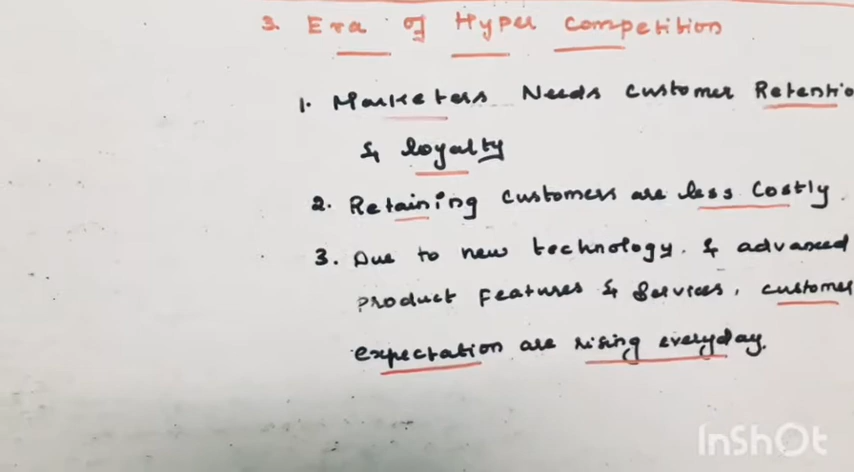 3. Era of Hyper Competition
1. Marketers Needs customer Retentio
& loyalty
2. Retaining customers are less Costly.
3. Due to new technology. & advanced
product Features & Services, customer
expectation are rising everyday.
InShOt